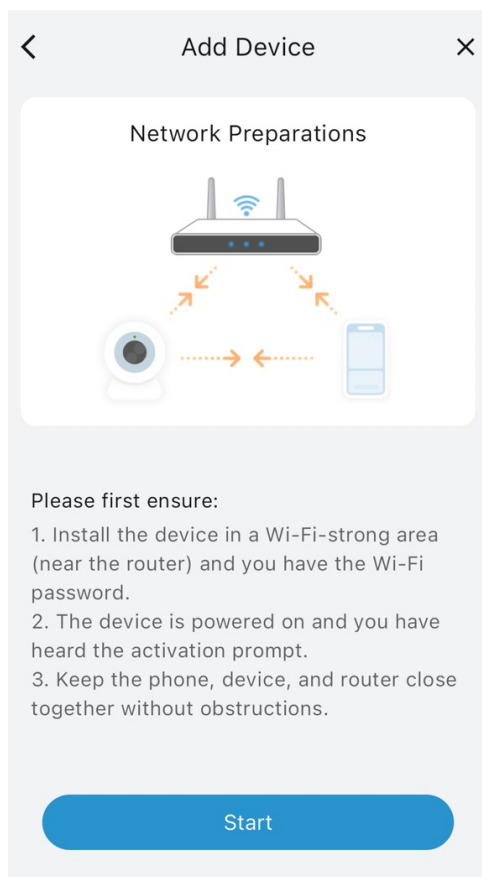 Add Device
Network Preparations
Please first ensure:
1. Install the device in a Wi-Fi-strong area
(near the router) and you have the Wi-Fi
password.
2. The device is powered on and you have
heard the activation prompt.
3. Keep the phone, device, and router close
together without obstructions.
Start